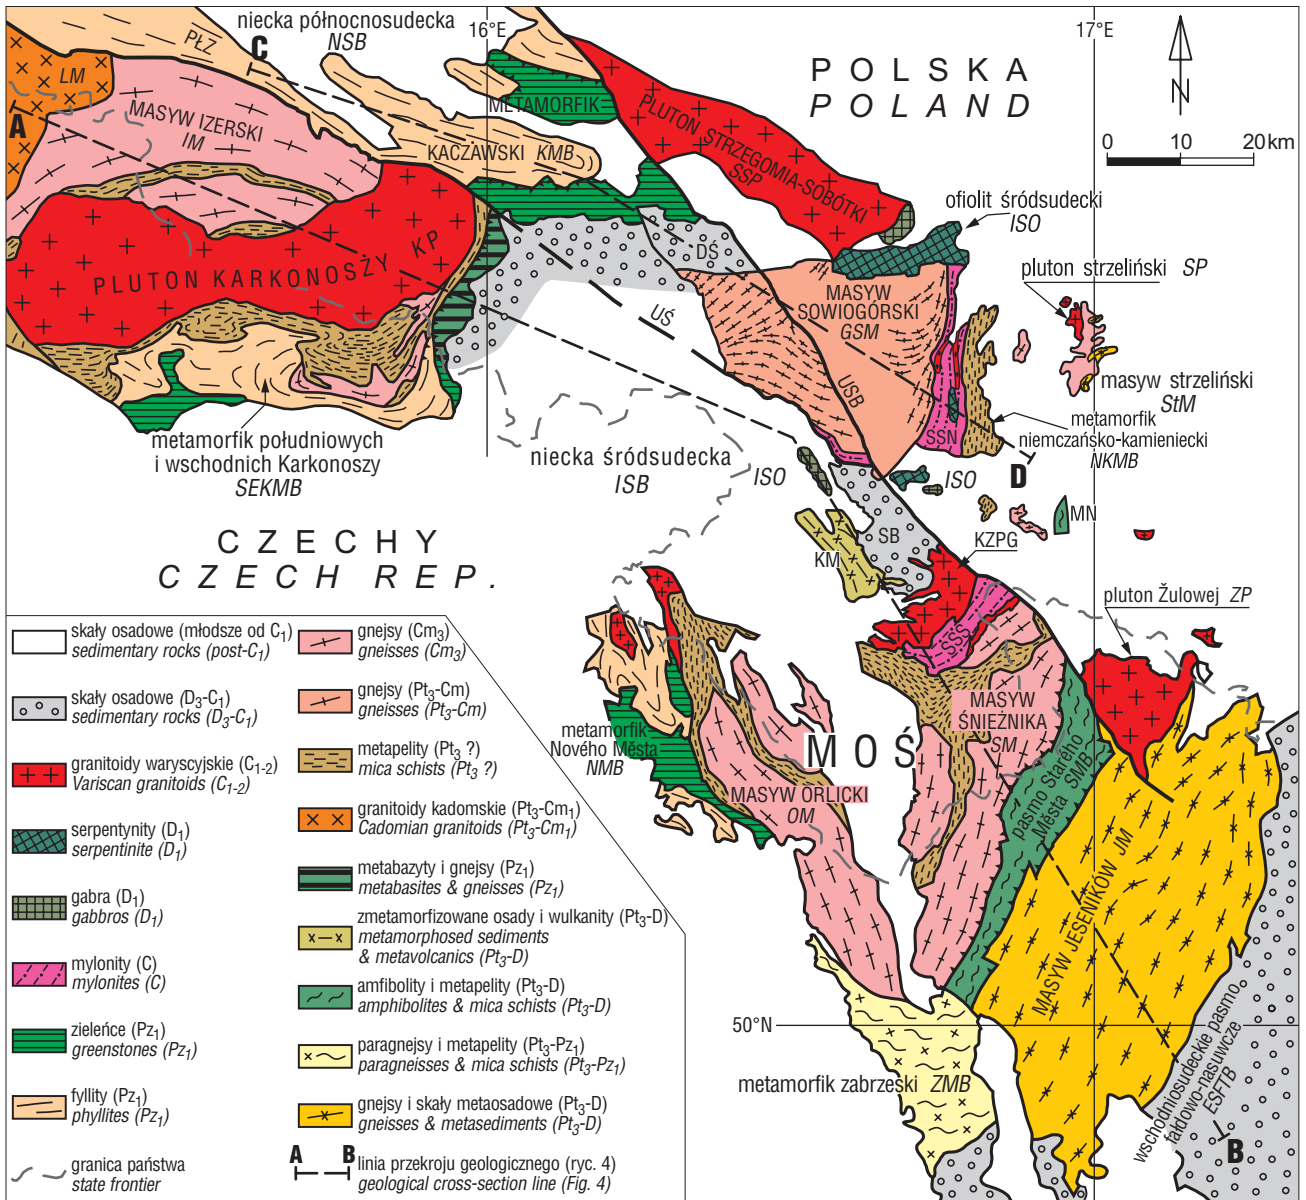 niecka północnosudecka
NSB
16°E
17°E
C
PŁZ
LM
A
MASYW IZERSKI
IM
METAMORFIK
KACZAWSKI KMB
PLUTON STRZEGOMIA-SOBÓTKI
SSP
POLSKA
POLAND
N
0 10 20 km
ofiolit śródsudecki
ISO
pluton strzeliński SP
PLUTON KARKONOSZY KP
DŚ
UŚ
MASYW
SOWIOGÓRSKI
GSM
USB
SSN
masyw strzeliński
StM
metamorfik
niemczańsko-kamieniecki
NKMB
D
metamorfik południowych
i wschodnich Karkonoszy
SEKMB
niecka śródsudecka
ISB
ISO
ISO
MN
SB
KZPG
KM
CZECHY
CZECH REP.
pluton Žulowej ZP
SSS
MASYW
ŚNIEŻNIKA
SM
metamorfik
Nového Města
NMB
MOŚ
MASYW ORLICKI
OM
pasmo Starégo
Města SMB
MASYW JESENIKÓW JM
50°N
metamorfik zabrzeski ZMB
wschodniosudeckie pasmo
fałdowo-nasuwcze
ESFTB
B
skały osadowe (młodsze od C1)
sedimentary rocks (post-C1)
skały osadowe (D3-C1)
sedimentary rocks (D3-C1)
granitoidy waryscyjskie (C1-2)
Variscan granitoids (C1-2)
serpentynity (D1)
serpentinite (D1)
gabra (D1)
gabbros (D1)
mylonity (C)
mylonites (C)
zieleńce (Pz1)
greenstones (Pz1)
fyllity (Pz1)
phyllites (Pz1)
granica państwa
state frontier
gnejsy (Cm3)
gneisses (Cm3)
gnejsy (Pt3-Cm)
gneisses (Pt3-Cm)
metapelity (Pt3 ?)
mica schists (Pt3 ?)
granitoidy kadomskie (Pt3-Cm1)
Cadomian granitoids (Pt3-Cm1)
metabazyty i gnejsy (Pz1)
metabasites & gneisses (Pz1)
zmetamorfizowane osady i wulkanity (Pt3-D)
metamorphosed sediments
& metavolcanics (Pt3-D)
amfibolity i metapelity (Pt3-D)
amphibolites & mica schists (Pt3-D)
paragnejsy i metapelity (Pt3-Pz1)
paragneisses & mica schists (Pt3-Pz1)
gnejsy i skały metaosadowe (Pt3-D)
gneisses & metasediments (Pt3-D)
A B
linia przekroju geologicznego (ryc. 4)
geological cross-section line (Fig. 4)